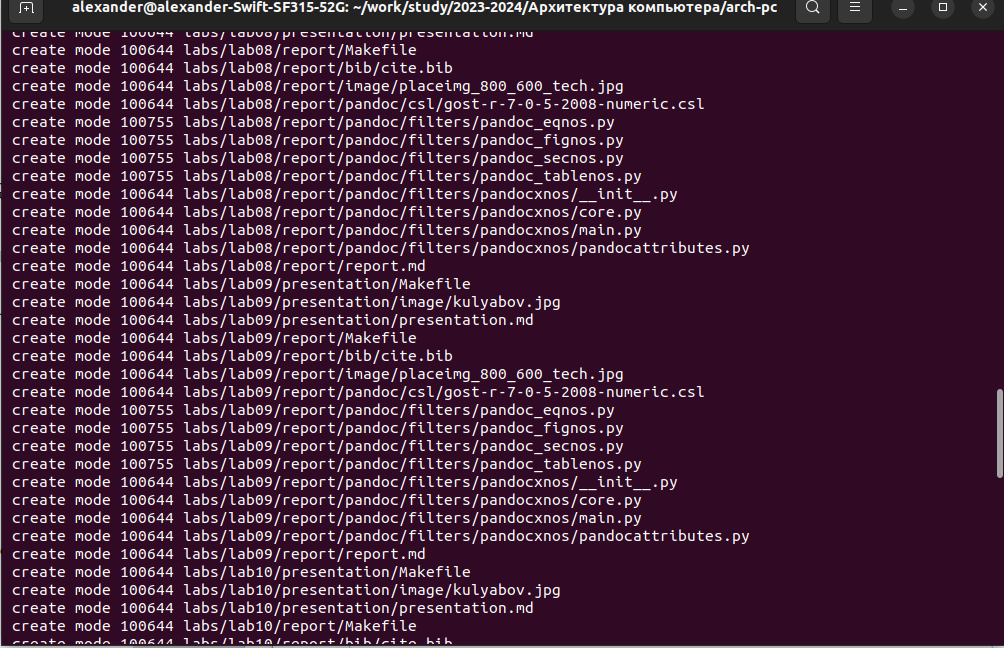 alexander@alexander-Swift-SF315-52G: ~/work/study/2023-2024/Архитектура компьютера/arch-pc
create mode 100644 labs/lab08/presentation/presentation.md
create mode 100644 labs/lab08/report/Makefile
create mode 100644 labs/lab08/report/bib/cite.bib
create mode 100644 labs/lab08/report/image/placeimg_800_600_tech.jpg
create mode 100644 labs/lab08/report/pandoc/csl/gost-r-7-0-5-2008-numeric.csl
create mode 100755 labs/lab08/report/pandoc/filters/pandoc_eqnos.py
create mode 100755 labs/lab08/report/pandoc/filters/pandoc_fignos.py
create mode 100755 labs/lab08/report/pandoc/filters/pandoc_secnos.py
create mode 100755 labs/lab08/report/pandoc/filters/pandoc_tablenos.py
create mode 100644 labs/lab08/report/pandoc/filters/pandocxnos/__init__.py
create mode 100644 labs/lab08/report/pandoc/filters/pandocxnos/core.py
create mode 100644 labs/lab08/report/pandoc/filters/pandocxnos/main.py
create mode 100644 labs/lab08/report/pandoc/filters/pandocxnos/pandocattributes.py
create mode 100644 labs/lab08/report/report.md
create mode 100644 labs/lab09/presentation/Makefile
create mode 100644 labs/lab09/presentation/image/kulyabov.jpg
create mode 100644 labs/lab09/presentation/presentation.md
create mode 100644 labs/lab09/report/Makefile
create mode 100644 labs/lab09/report/bib/cite.bib
create mode 100644 labs/lab09/report/image/placeimg_800_600_tech.jpg
create mode 100644 labs/lab09/report/pandoc/csl/gost-r-7-0-5-2008-numeric.csl
create mode 100755 labs/lab09/report/pandoc/filters/pandoc_eqnos.py
create mode 100755 labs/lab09/report/pandoc/filters/pandoc_fignos.py
create mode 100755 labs/lab09/report/pandoc/filters/pandoc_secnos.py
create mode 100755 labs/lab09/report/pandoc/filters/pandoc_tablenos.py
create mode 100644 labs/lab09/report/pandoc/filters/pandocxnos/__init__.py
create mode 100644 labs/lab09/report/pandoc/filters/pandocxnos/core.py
create mode 100644 labs/lab09/report/pandoc/filters/pandocxnos/main.py
create mode 100644 labs/lab09/report/pandoc/filters/pandocxnos/pandocattributes.py
create mode 100644 labs/lab09/report/report.md
create mode 100644 labs/lab10/presentation/Makefile
create mode 100644 labs/lab10/presentation/image/kulyabov.jpg
create mode 100644 labs/lab10/presentation/presentation.md
create mode 100644 labs/lab10/report/Makefile
create mode 100644 labs/lab10/report/bib/cite.bib